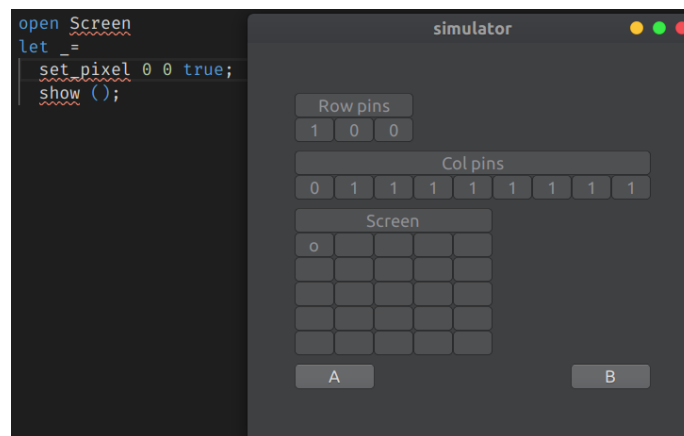 open Screen
let _=
  set_pixel 0 0 true;
  show ();
simulator
Row pins
1 0 0
Col pins
0 1 1 1 1 1 1 1 1
Screen
o
A B